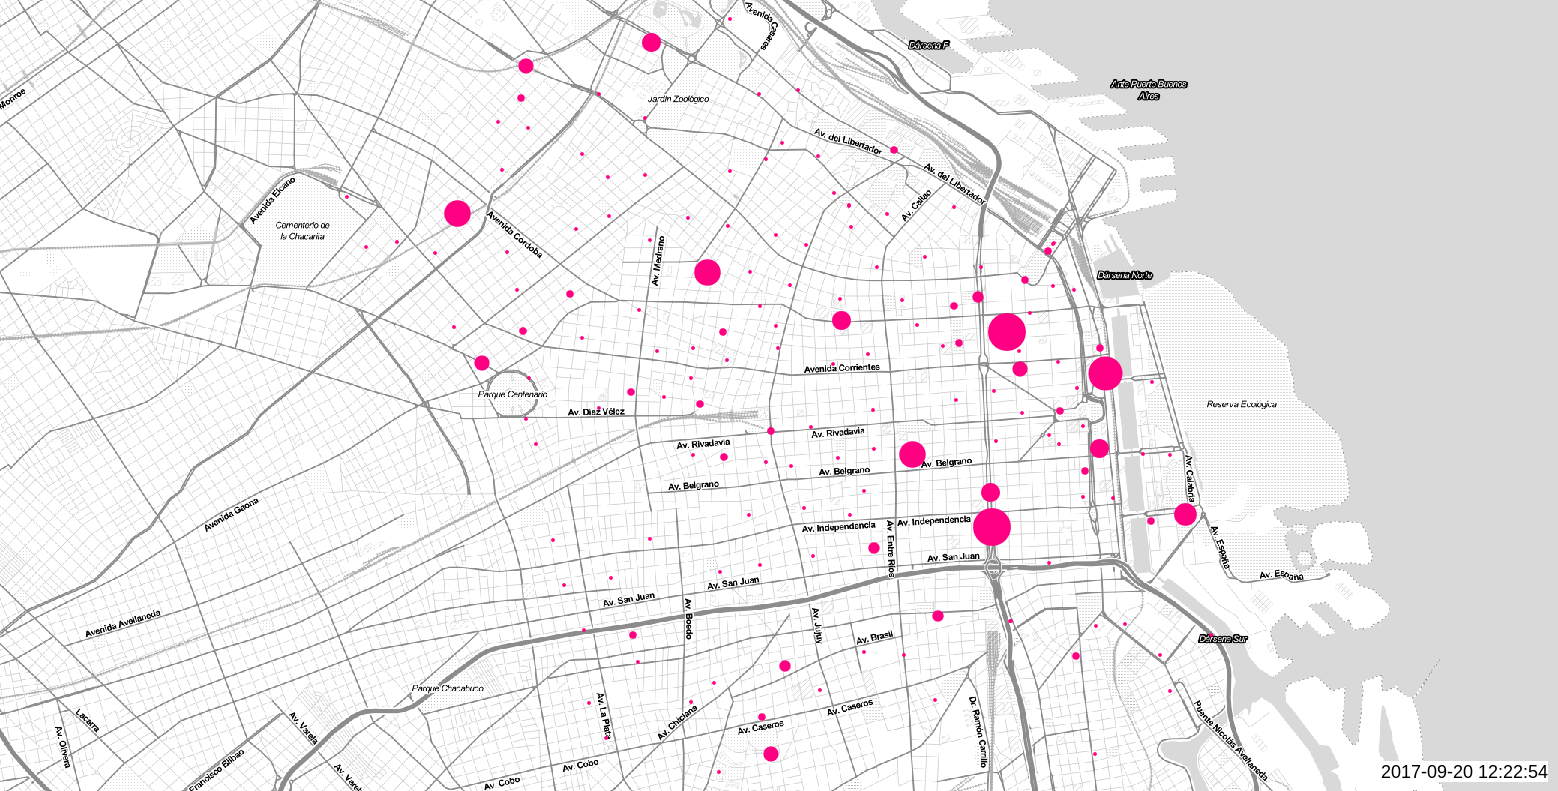 Avenida Casares
Dársena F
Ante Puerto Buenos
Aires
Monroe
Jardín Zoológico
Av. del Libertador
Av. del Libertador
Avenida Elcano
Av. Callao
Cementerio de
la Chacarita
Avenida Cordoba
Av. Medrano
Dársena Norte
Avenida Corrientes
Parque Centenario
Reserva Ecológica
Av. Díaz Vélez
Av. Rivadavia
Av. Rivadavia
Av. Belgrano
Av. Belgrano
Av. Belgrano
Av. Calabria
Avenida Gaona
Av. Independencia
Av. Independencia
Av. Entre Ríos
Av. España
Av. San Juan
Av. España
Av. San Juan
Av. San Juan
Avenida Avellaneda
Av. Boedo
Av. Jujuy
Av. Brasil
Dársena Sur
Parque Chacabuco
Av. La Plata
Av. Chiclana
Av. Caseros
Av. Caseros
Dr. Ramón Carrillo
Puente Nicolás Avellaneda
Lacarra
Av. Olivera
Av. Varela
Francisco Bilbao
Av. Varel
Av. Cobo
Av. Cobo
2017-09-20 12:22:54